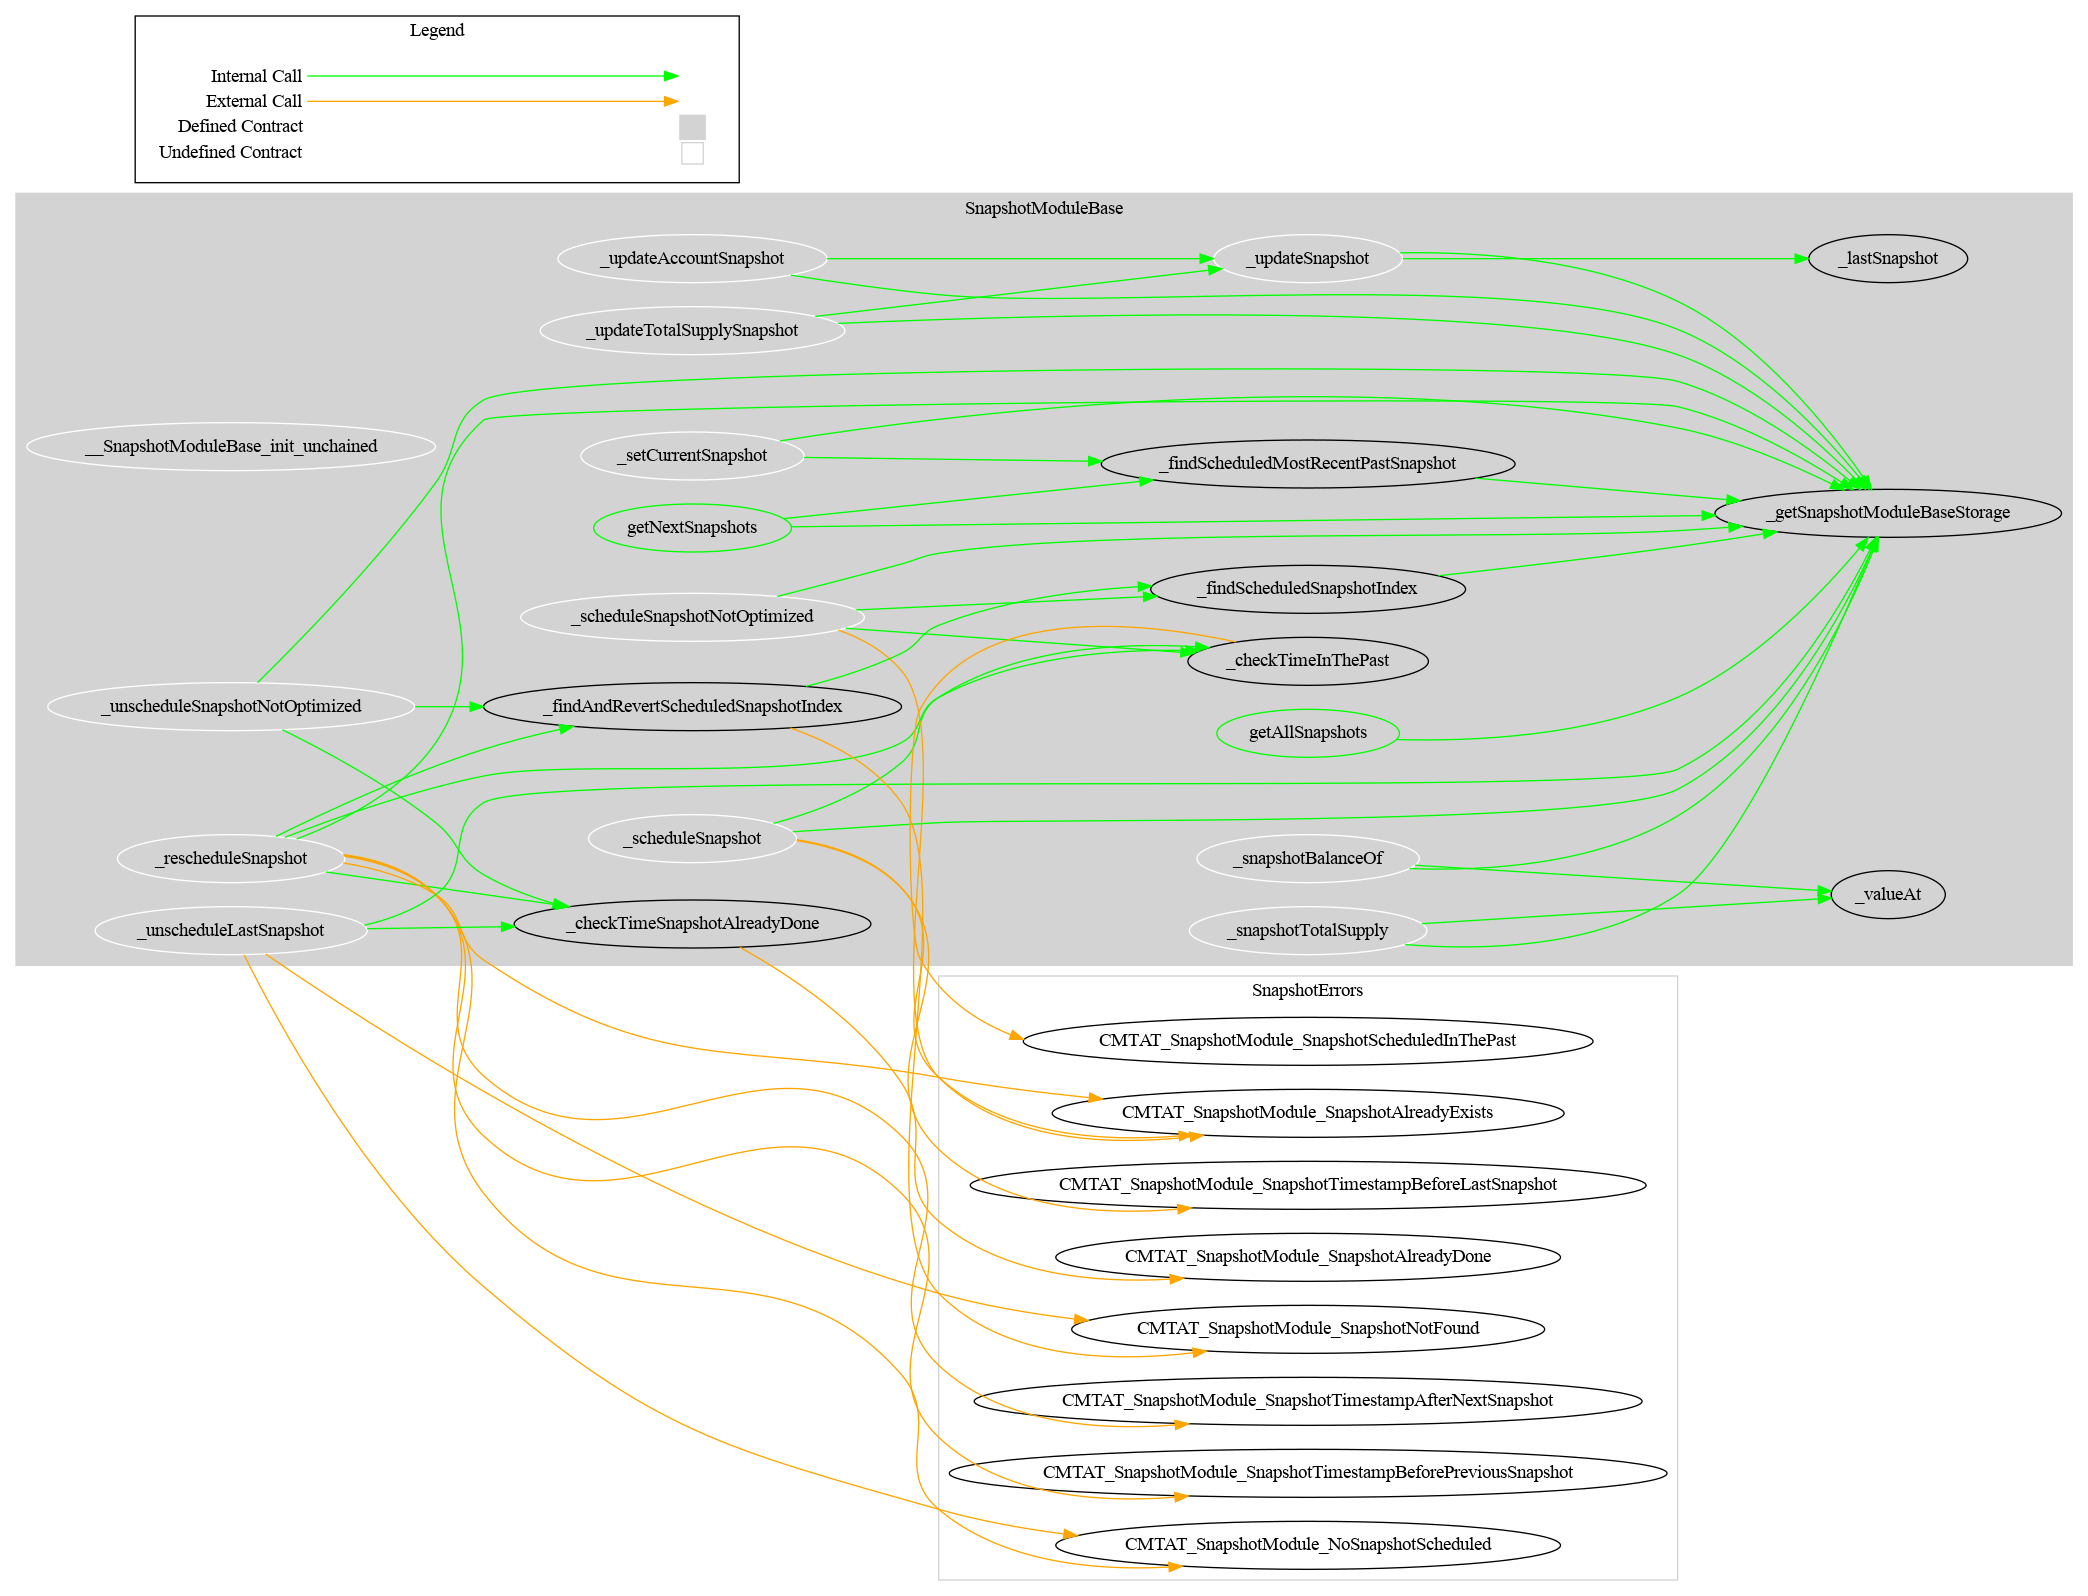 Legend
Internal Call
External Call
Defined Contract
Undefined Contract
SnapshotModuleBase
_updateAccountSnapshot
_updateSnapshot
_lastSnapshot
_updateTotalSupplySnapshot
__SnapshotModuleBase_init_unchained
_setCurrentSnapshot
_findScheduledMostRecentPastSnapshot
getNextSnapshots
_getSnapshotModuleBaseStorage
_scheduleSnapshotNotOptimized
_findScheduledSnapshotIndex
_checkTimeInThePast
_unscheduleSnapshotNotOptimized
_findAndRevertScheduledSnapshotIndex
getAllSnapshots
_scheduleSnapshot
_rescheduleSnapshot
_snapshotBalanceOf
_valueAt
_unscheduleLastSnapshot
_checkTimeSnapshotAlreadyDone
_snapshotTotalSupply
SnapshotErrors
CMTAT_SnapshotModule_SnapshotScheduledInThePast
CMTAT_SnapshotModule_SnapshotAlreadyExists
CMTAT_SnapshotModule_SnapshotTimestampBeforeLastSnapshot
CMTAT_SnapshotModule_SnapshotAlreadyDone
CMTAT_SnapshotModule_SnapshotNotFound
CMTAT_SnapshotModule_SnapshotTimestampAfterNextSnapshot
CMTAT_SnapshotModule_SnapshotTimestampBeforePreviousSnapshot
CMTAT_SnapshotModule_NoSnapshotScheduled